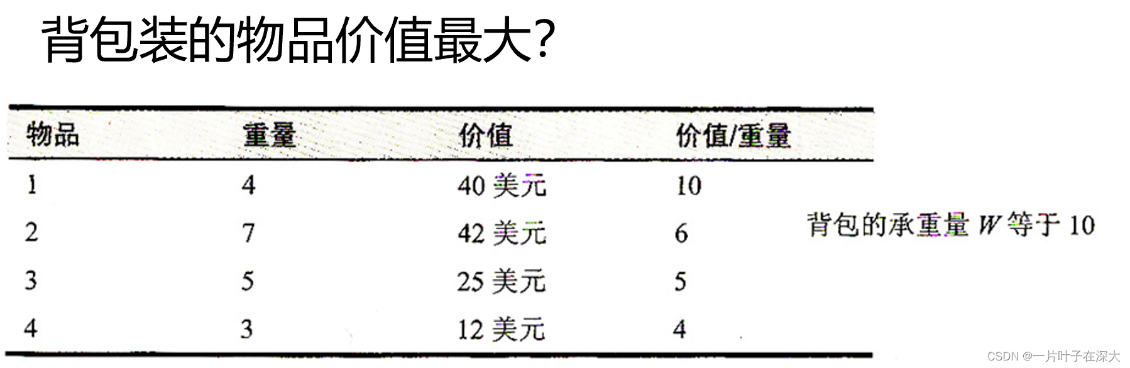 背包装的物品价值最大？
物品 重量 价值 价值/重量
1 4 40 美元 10
2 7 42 美元 6
背包的承重量 W 等于 10
3 5 25 美元 5
4 3 12 美元 4
CSDN @一片叶子在深大